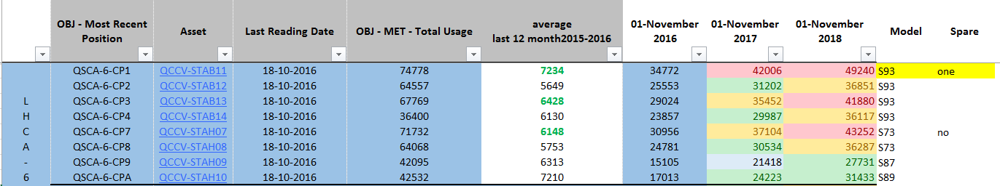 OBJ - Most Recent Position Asset Last Reading Date OBJ - MET - Total Usage average last 12 month2015-2016 01-November 2016 01-November 2017 01-November 2018 Model Spare
QSCA-6-CP1 QCCV-STAB11 18-10-2016 74778 7234 34772 42006 49240 S93 one
QSCA-6-CP2 QCCV-STAB12 18-10-2016 64557 5649 25553 31202 36851 S93
L QSCA-6-CP3 QCCV-STAB13 18-10-2016 67769 6428 29024 35452 41880 S93
H QSCA-6-CP4 QCCV-STAB14 18-10-2016 36400 6130 23857 29987 36117 S93
C QSCA-6-CP7 QCCV-STAH07 18-10-2016 71732 6148 30956 37104 43252 S73 no
A QSCA-6-CP8 QCCV-STAH08 18-10-2016 64068 5753 24781 30534 36287 S73
- QSCA-6-CP9 QCCV-STAH09 18-10-2016 42095 6313 15105 21418 27731 S87
6 QSCA-6-CPA QCCV-STAH10 18-10-2016 42532 7210 17013 24223 31433 S89